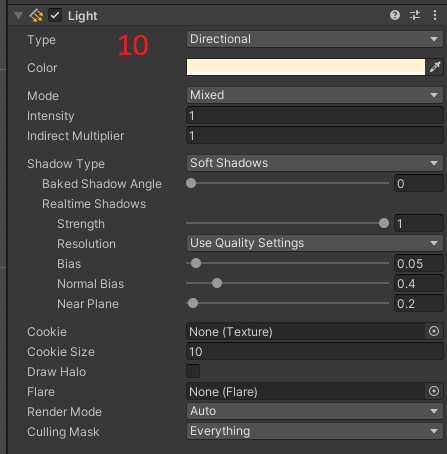 Light
10
Type Directional
Color
Mode Mixed
Intensity 1
Indirect Multiplier 1
Shadow Type Soft Shadows
Baked Shadow Angle 0
Realtime Shadows
Strength 1
Resolution Use Quality Settings
Bias 0.05
Normal Bias 0.4
Near Plane 0.2
Cookie None (Texture)
Cookie Size 10
Draw Halo
Flare None (Flare)
Render Mode Auto
Culling Mask Everything